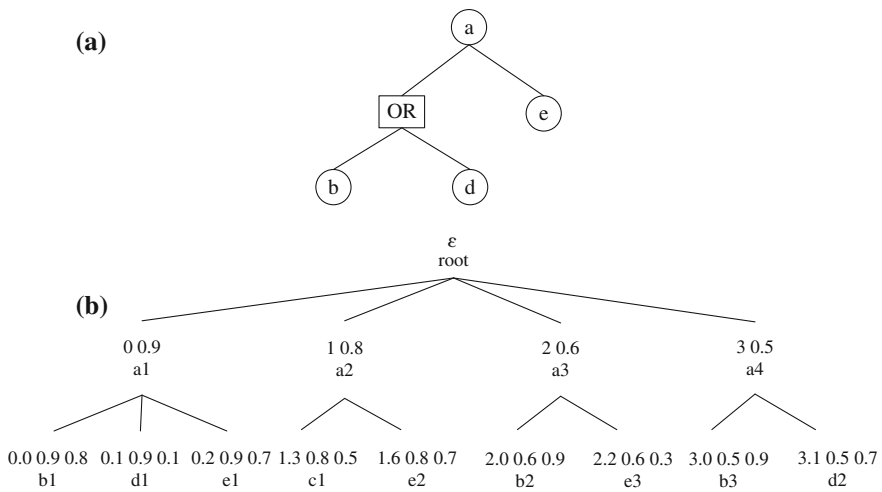 (a)
a
OR
e
b
d
ε
root
(b)
0 0.9
1 0.8
2 0.6
3 0.5
a1
a2
a3
a4
0.0 0.9 0.8
0.1 0.9 0.1
0.2 0.9 0.7
1.3 0.8 0.5
1.6 0.8 0.7
2.0 0.6 0.9
2.2 0.6 0.3
3.0 0.5 0.9
3.1 0.5 0.7
b1
d1
e1
c1
e2
b2
e3
b3
d2